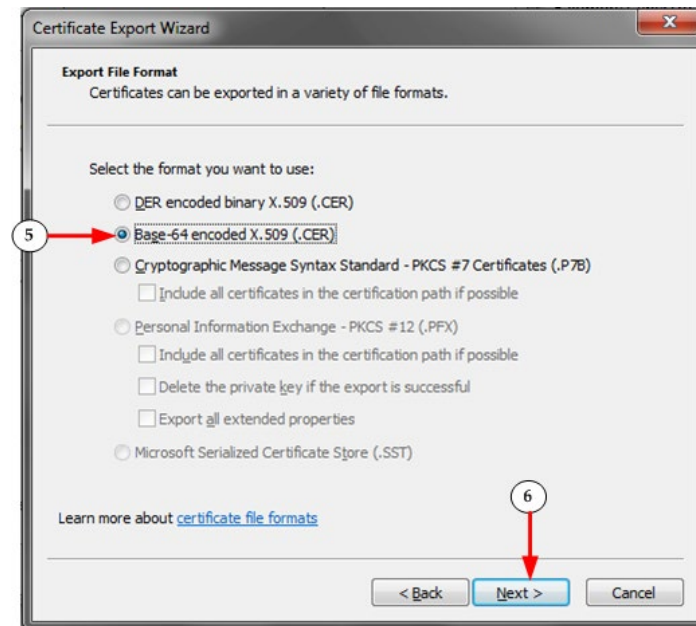 Certificate Export Wizard
Export File Format
Certificates can be exported in a variety of file formats.
Select the format you want to use:
DER encoded binary X.509 (.CER)
5
Base-64 encoded X.509 (.CER)
Cryptographic Message Syntax Standard - PKCS #7 Certificates (.P7B)
Include all certificates in the certification path if possible
Personal Information Exchange - PKCS #12 (.PFX)
Include all certificates in the certification path if possible
Delete the private key if the export is successful
Export all extended properties
Microsoft Serialized Certificate Store (.SST)
6
Learn more about certificate file formats
< Back Next > Cancel